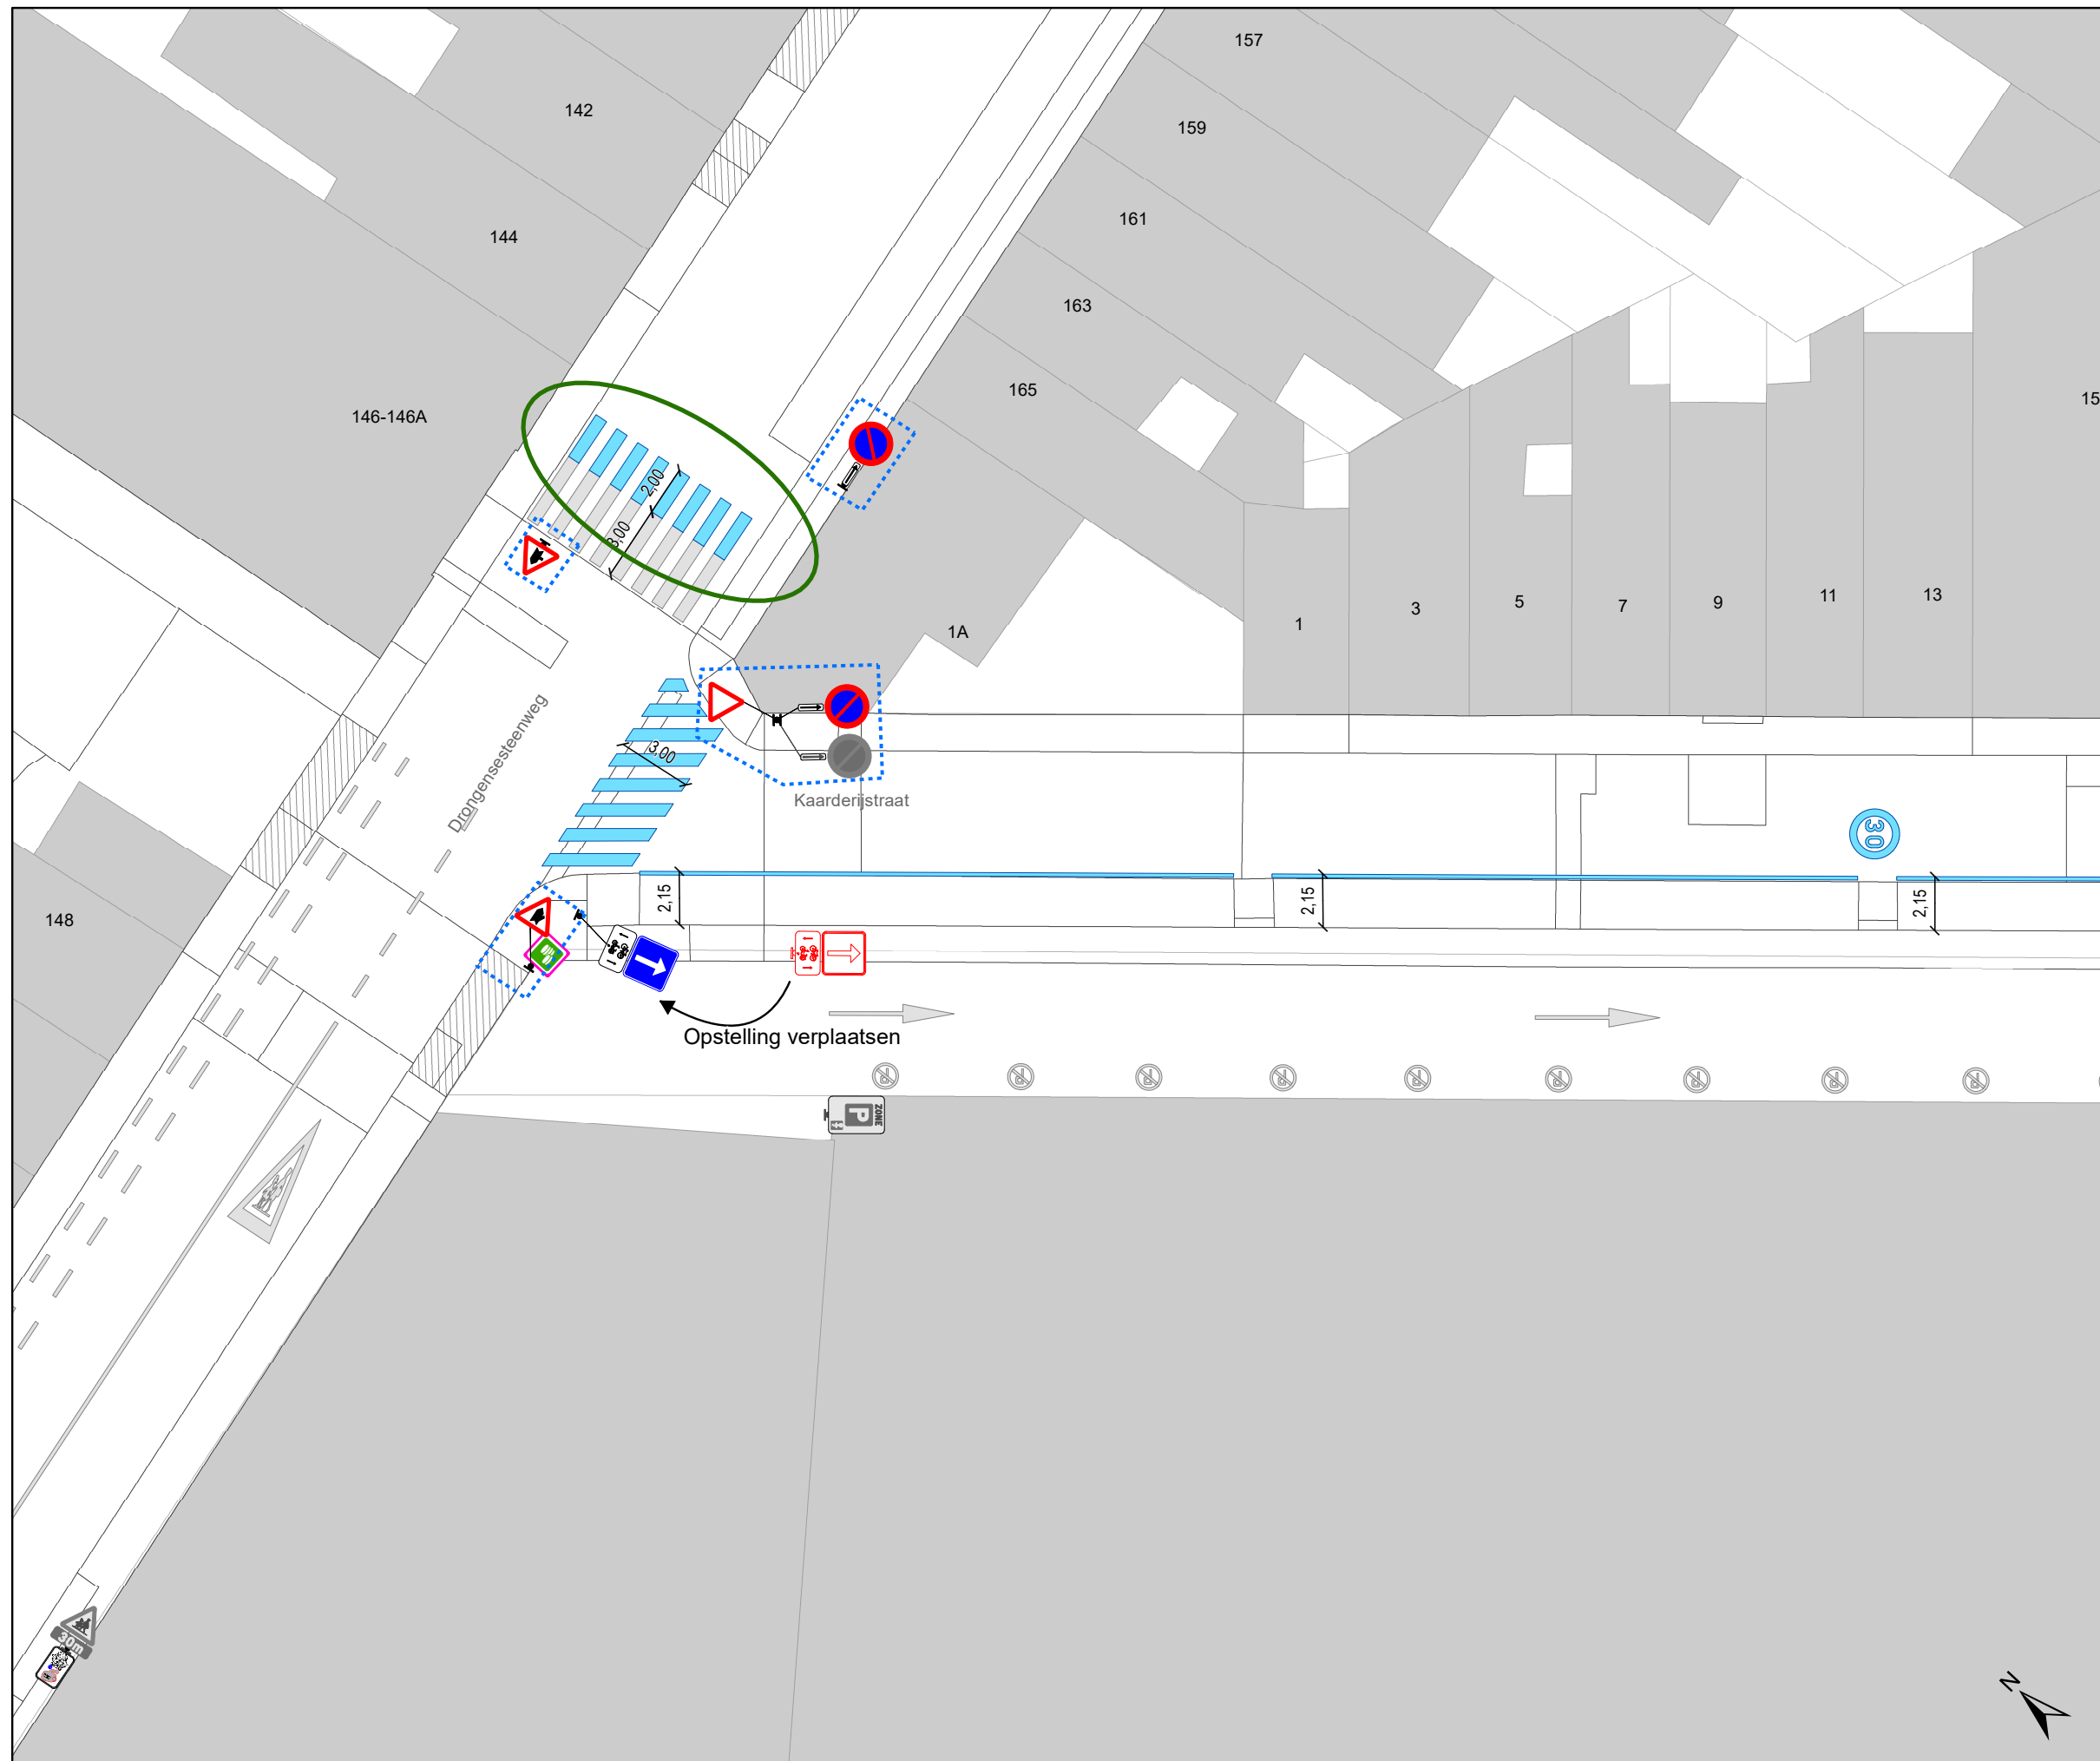 157
142
159
161
144
163
165
15
146-146A
2,00
3,00
1A
1
3
5
7
9
11
13
Drongensesteenweg
3,00
Kaarderijstraat
30
2,15
2,15
2,15
148
Opstelling verplaatsen
P
ZONE
30m
N